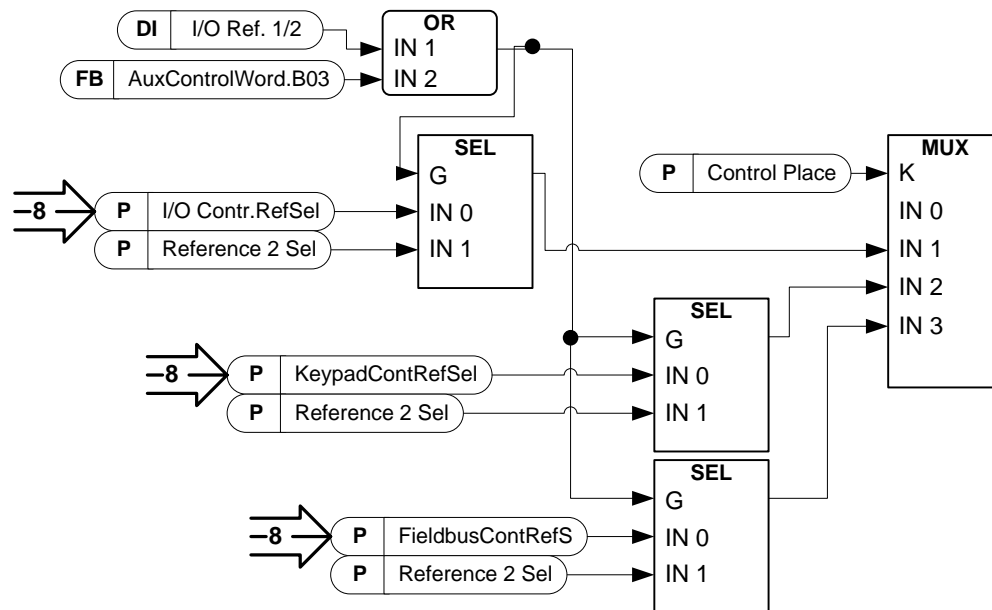 OR
DI I/O Ref. 1/2
IN 1
FB AuxControlWord.B03
IN 2
SEL
MUX
G
P Control Place
K
8
P I/O Contr.RefSel
IN 0
IN 0
P Reference 2 Sel
IN 1
IN 1
IN 2
SEL
IN 3
G
8
P KeypadContRefSel
IN 0
P Reference 2 Sel
IN 1
SEL
G
8
P FieldbusContRefS
IN 0
P Reference 2 Sel
IN 1